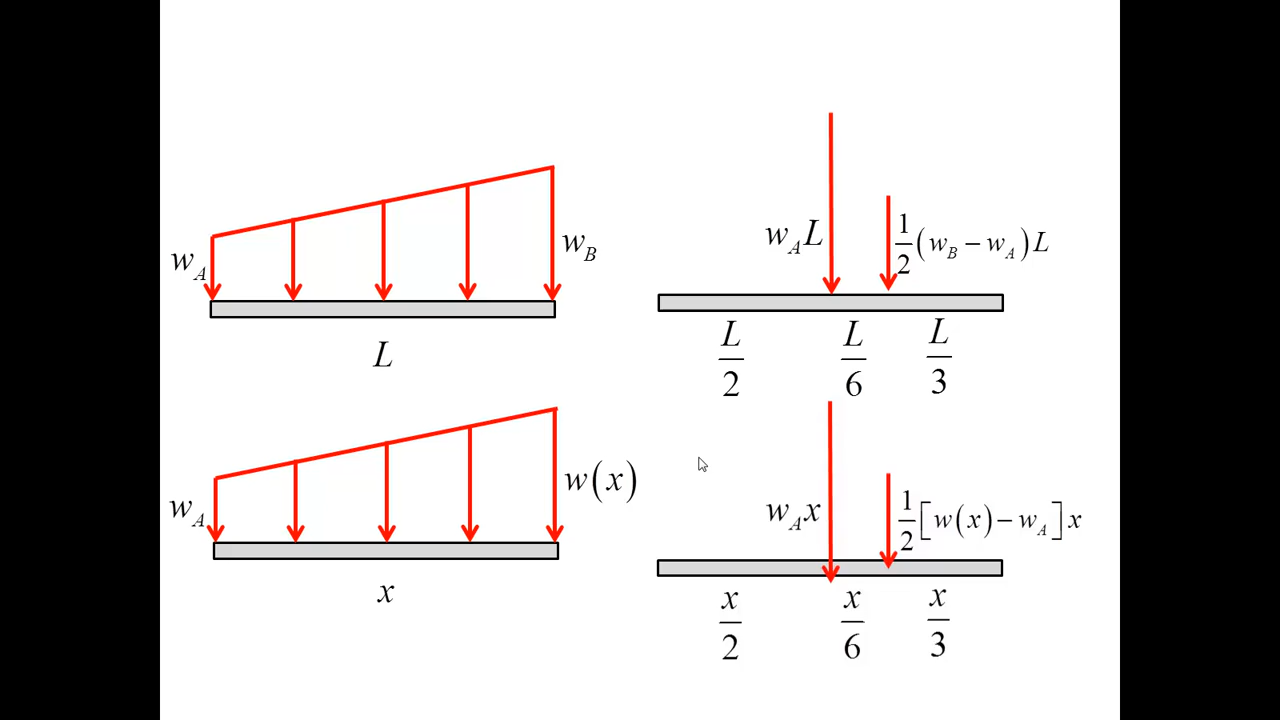 w_A
w_B
L
w_A L
1/2 (w_B − w_A) L
L/2
L/6
L/3
w_A
w(x)
x
w_A x
1/2 [w(x) − w_A] x
x/2
x/6
x/3